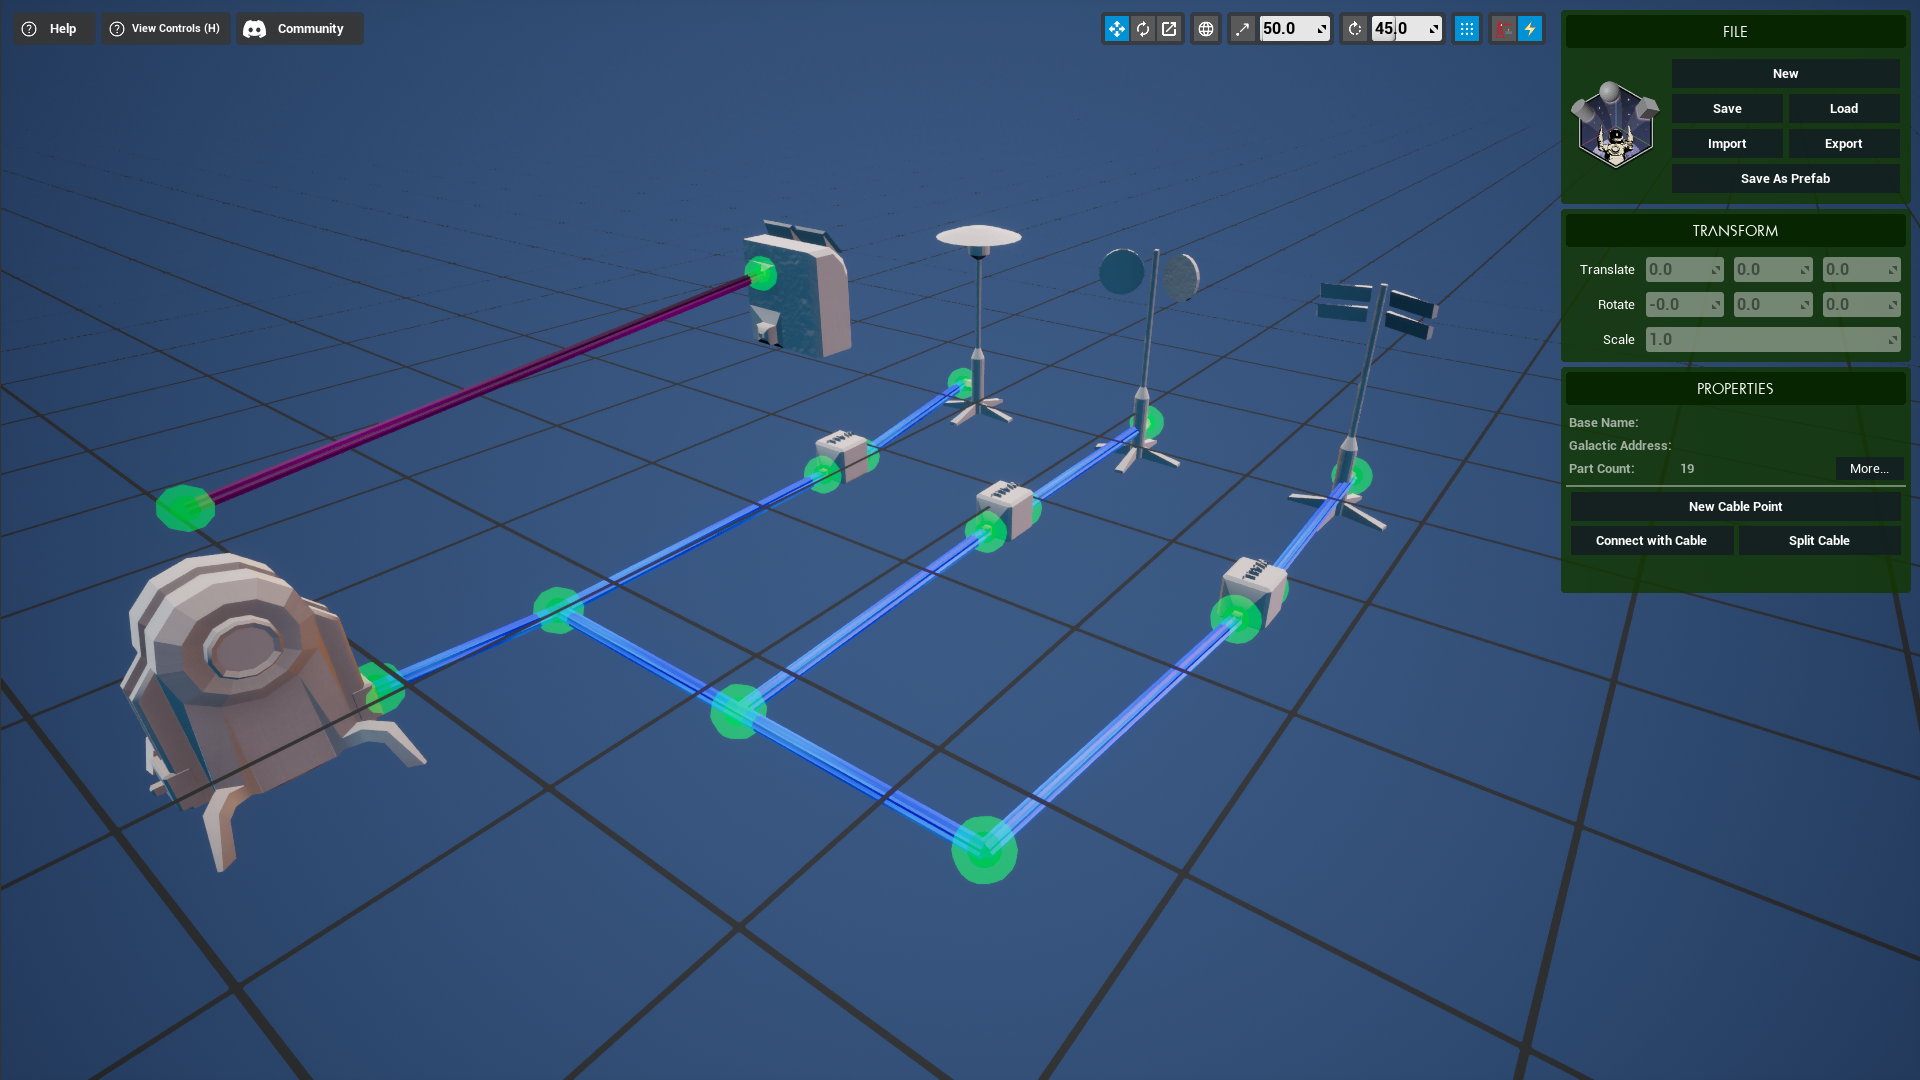 Help
View Controls (H)
Community
50.0
45.0
FILE
New
Save
Load
Import
Export
Save As Prefab
TRANSFORM
Translate
0.0
0.0
0.0
Rotate
-0.0
0.0
0.0
Scale
1.0
PROPERTIES
Base Name:
Galactic Address:
Part Count:
19
More...
New Cable Point
Connect with Cable
Split Cable